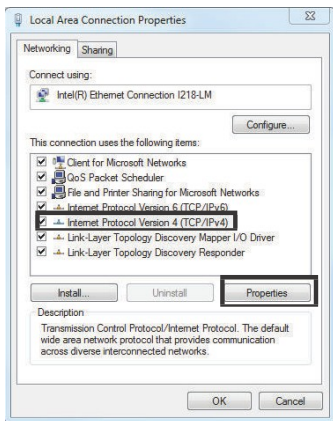 Local Area Connection Properties
Networking
Sharing
Connect using:
Intel(R) Ethernet Connection I218-LM
Configure...
This connection uses the following items:
Client for Microsoft Networks
QoS Packet Scheduler
File and Printer Sharing for Microsoft Networks
Internet Protocol Version 6 (TCP/IPv6)
Internet Protocol Version 4 (TCP/IPv4)
Link-Layer Topology Discovery Mapper I/O Driver
Link-Layer Topology Discovery Responder
Install...
Uninstall
Properties
Description
Transmission Control Protocol/Internet Protocol. The default
wide area network protocol that provides communication
across diverse interconnected networks.
OK
Cancel